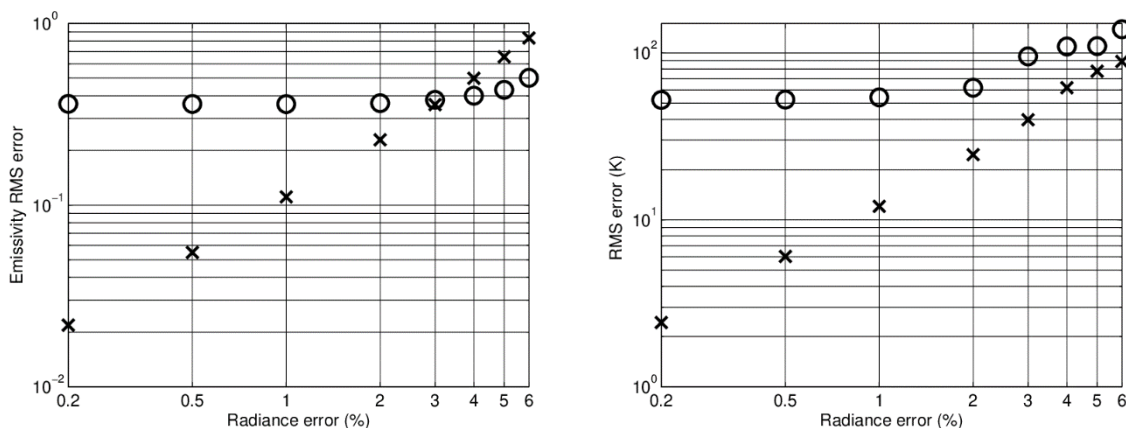 Emissivity RMS error
10^0
10^-1
10^-2
0.2 0.5 1 2 3 4 5 6
Radiance error (%)
RMS error (K)
10^2
10^1
10^0
0.2 0.5 1 2 3 4 5 6
Radiance error (%)